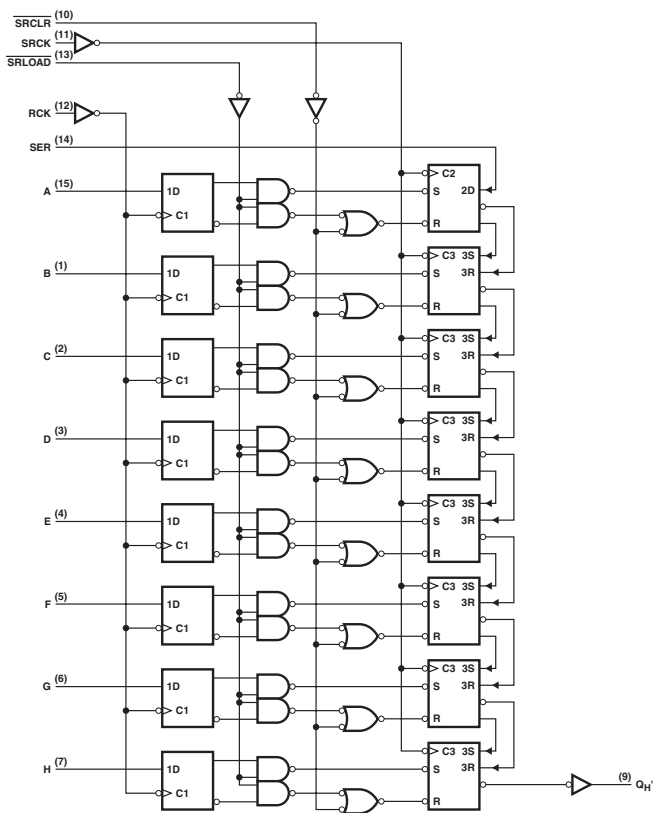 SRCLR (10)
SRCK (11)
SRLOAD (13)
RCK (12)
SER (14)
C2
A (15)
1D
S
2D
C1
R
C3 3S
B (1)
1D
S
3R
C1
R
C3 3S
C (2)
1D
S
3R
C1
R
C3 3S
D (3)
1D
S
3R
C1
R
C3 3S
E (4)
1D
S
3R
C1
R
C3 3S
F (5)
1D
S
3R
C1
R
C3 3S
G (6)
1D
S
3R
C1
R
C3 3S
H (7)
1D
S
3R
(9) QH'
C1
R